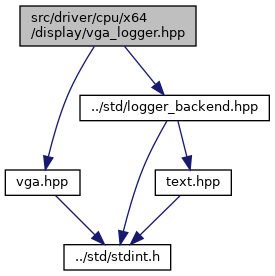 src/driver/cpu/x64
/display/vga_logger.hpp
../std/logger_backend.hpp
vga.hpp
text.hpp
../std/stdint.h